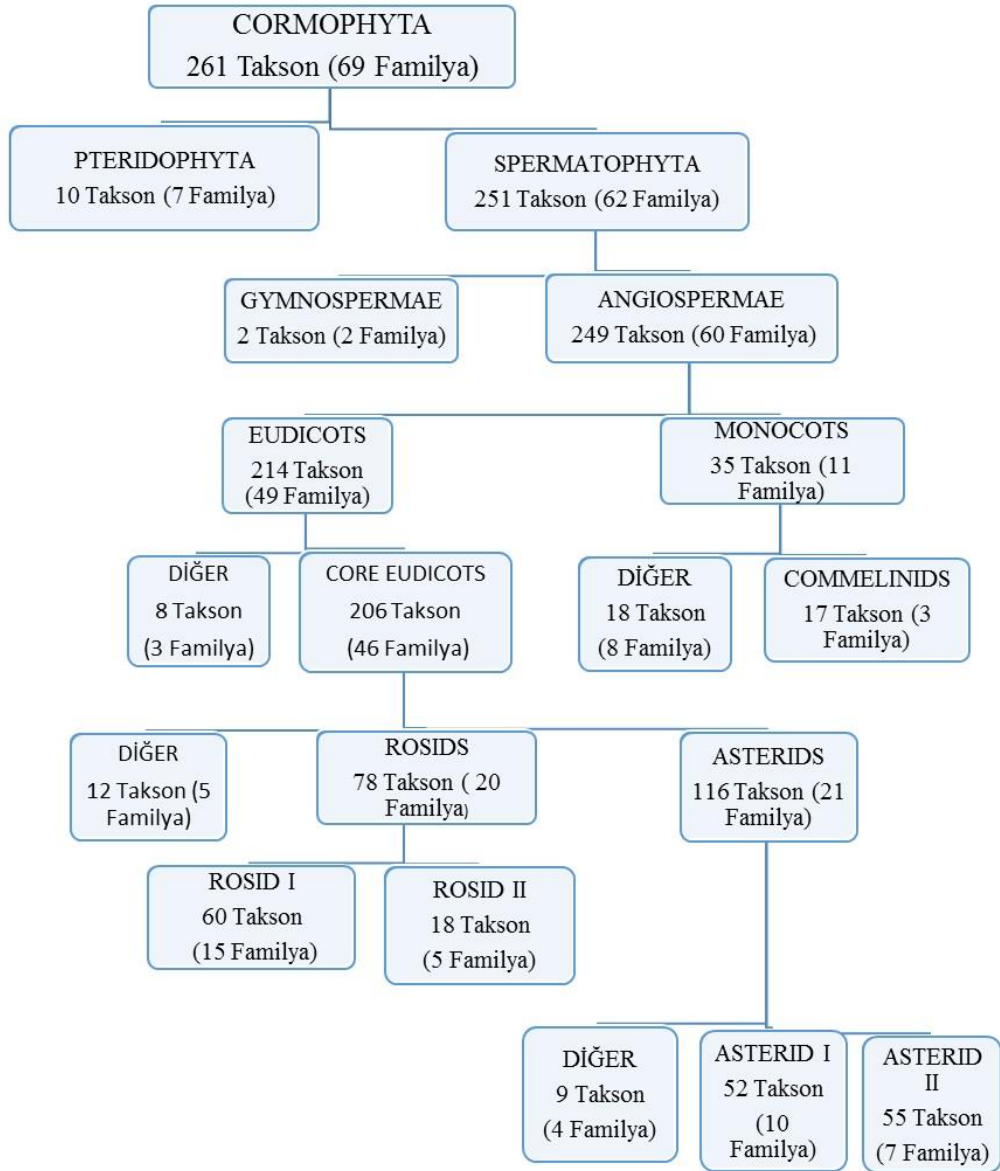 CORMOPHYTA
261 Takson (69 Familya)
PTERIDOPHYTA
10 Takson (7 Familya)
SPERMATOPHYTA
251 Takson (62 Familya)
GYMNOSPERMAE
2 Takson (2 Familya)
ANGIOSPERMAE
249 Takson (60 Familya)
EUDICOTS
214 Takson
(49 Familya)
MONOCOTS
35 Takson (11
Familya)
DİĞER
8 Takson
(3 Familya)
CORE EUDICOTS
206 Takson
(46 Familya)
DİĞER
18 Takson
(8 Familya)
COMMELINIDS
17 Takson (3
Familya)
DİĞER
12 Takson (5
Familya)
ROSIDS
78 Takson ( 20
Familya)
ASTERIDS
116 Takson (21
Familya)
ROSID I
60 Takson
(15 Familya)
ROSID II
18 Takson
(5 Familya)
DİĞER
9 Takson
(4 Familya)
ASTERID I
52 Takson
(10
Familya)
ASTERID
II
55 Takson
(7 Familya)